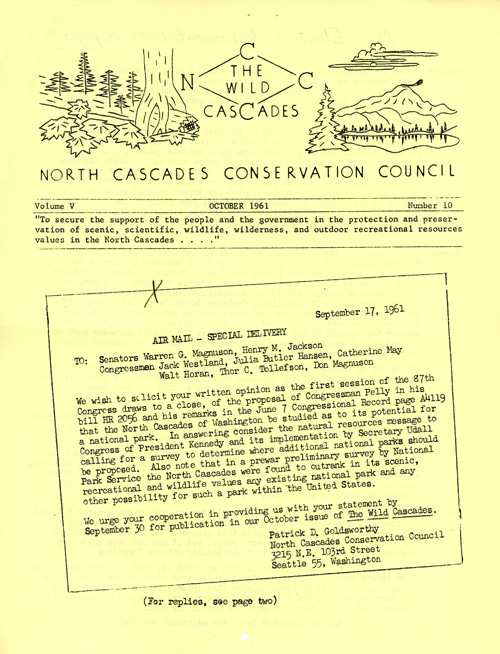 C
THE
N WILD C
CASCADES
NORTH CASCADES CONSERVATION COUNCIL
Volume V OCTOBER 1961 Number 10
"To secure the support of the people and the government in the protection and preser-
vation of scenic, scientific, wildlife, wilderness, and outdoor recreational resources
values in the North Cascades . . . ."
X
September 17, 1961
AIR MAIL - SPECIAL DELIVERY
TO: Senators Warren G. Magnuson, Henry M. Jackson
Congressmen Jack Westland, Julia Butler Hansen, Catherine May
Walt Horan, Thor C. Tollefson, Don Magnuson
We wish to solicit your written opinion as the first session of the 87th
Congress draws to a close, of the proposal of Congressman Pelly in his
bill HR 2056 and his remarks in the June 7 Congressional Record page A4119
that the North Cascades of Washington be studied as to its potential for
a national park. In answering consider the natural resources message to
Congress of President Kennedy and its implementation by Secretary Udall
calling for a survey to determine where additional national parks should
be proposed. Also note that in a prewar preliminary survey by National
Park Service the North Cascades were found to outrank in its scenic,
recreational and wildlife values any existing national park and any
other possibility for such a park within the United States.
We urge your cooperation in providing us with your statement by
September 30 for publication in our October issue of The Wild Cascades.
Patrick D. Goldsworthy
North Cascades Conservation Council
3215 N.E. 103rd Street
Seattle 55, Washington
(For replies, see page two)